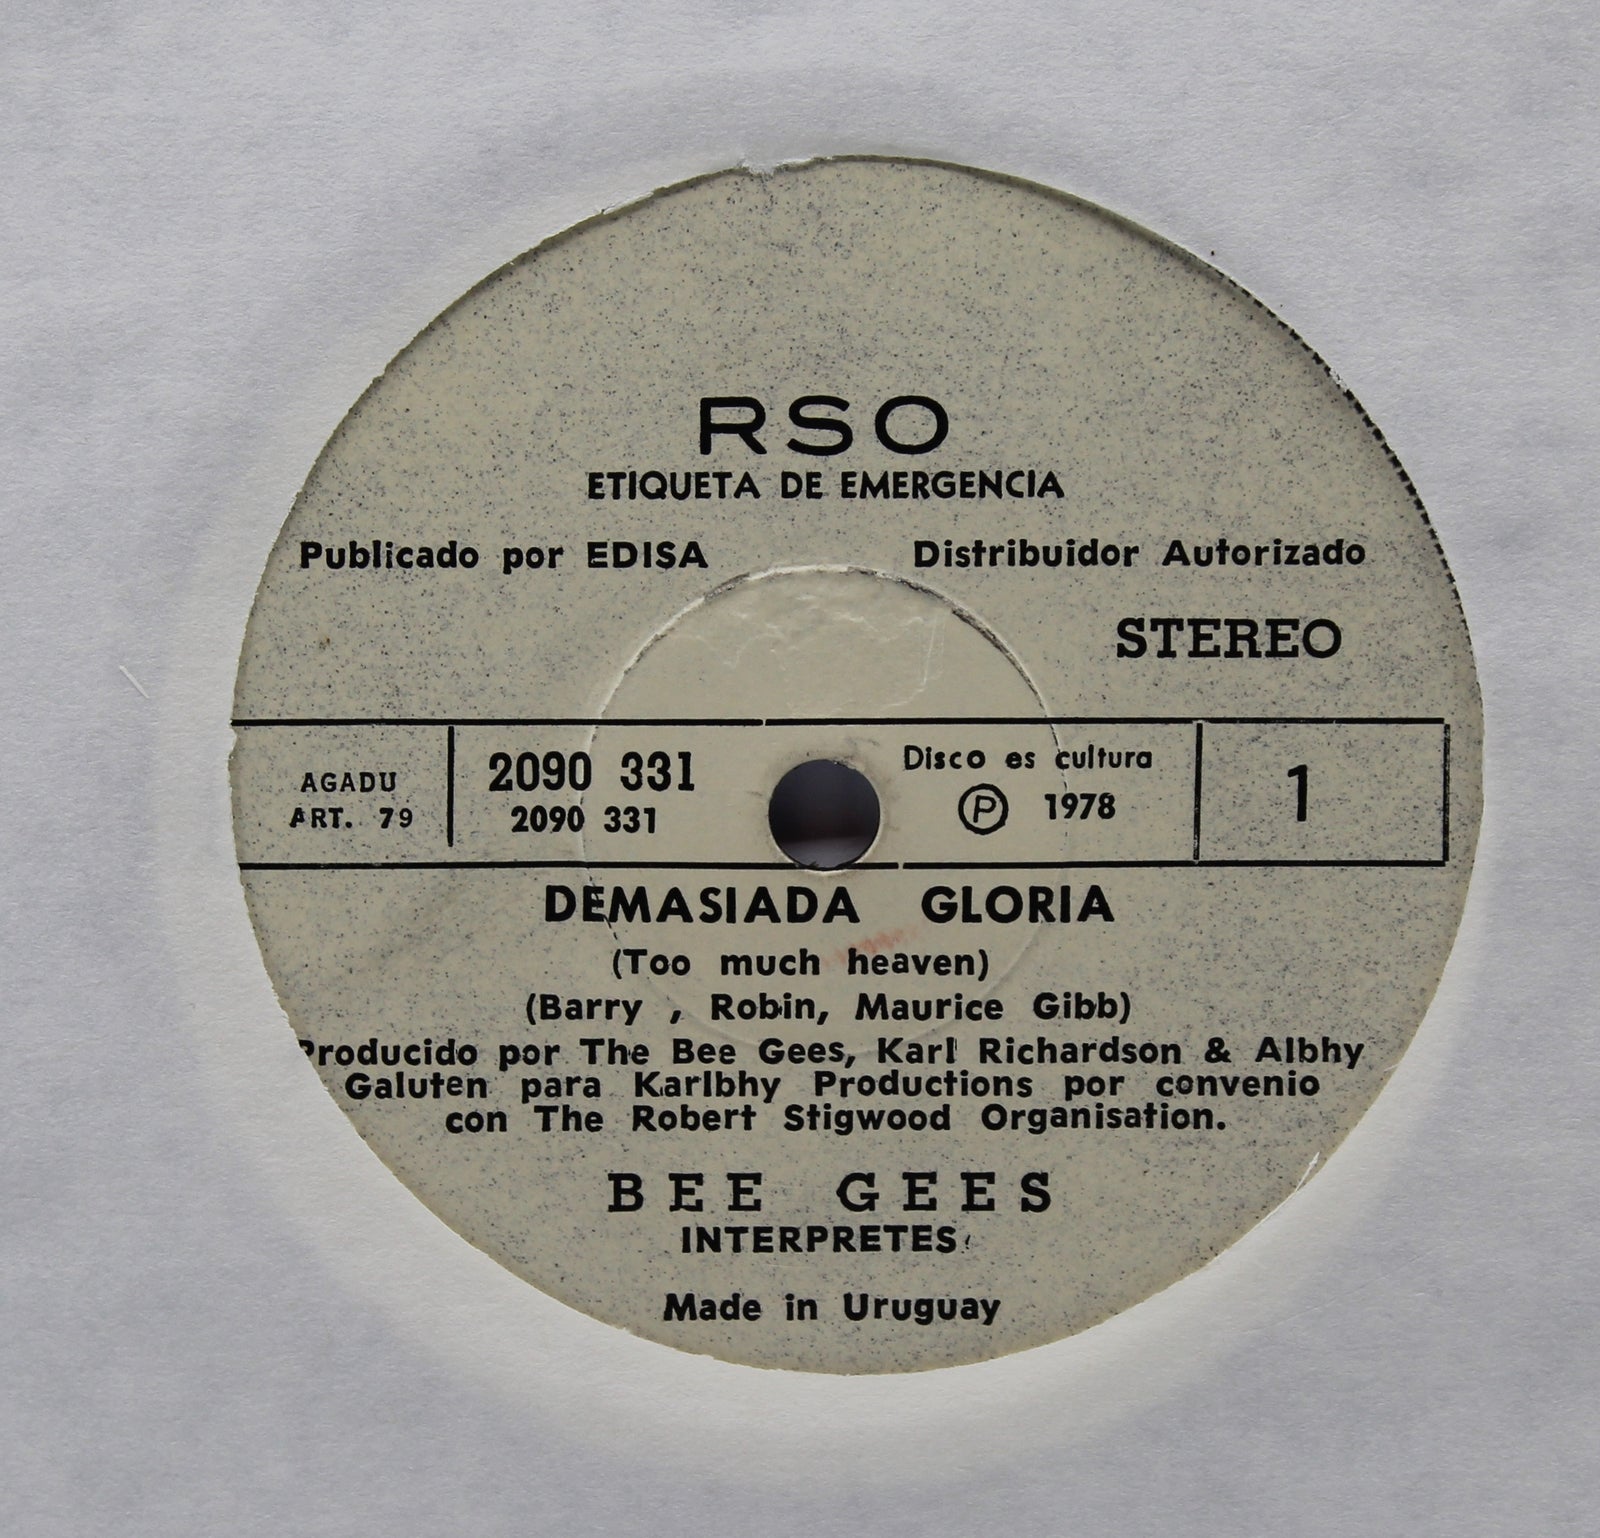 RSO
ETIQUETA DE EMERGENCIA
Publicado por EDISA Distribuidor Autorizado
STEREO
AGADU
ART. 79
2090 331
2090 331
Disco es cultura
Ⓟ 1978
1
DEMASIADA GLORIA
(Too much heaven)
(Barry , Robin, Maurice Gibb)
Producido por The Bee Gees, Karl Richardson & Albhy
Galuten para Karlbhy Productions por convenio
con The Robert Stigwood Organisation.
BEE GEES
INTERPRETES
Made in Uruguay